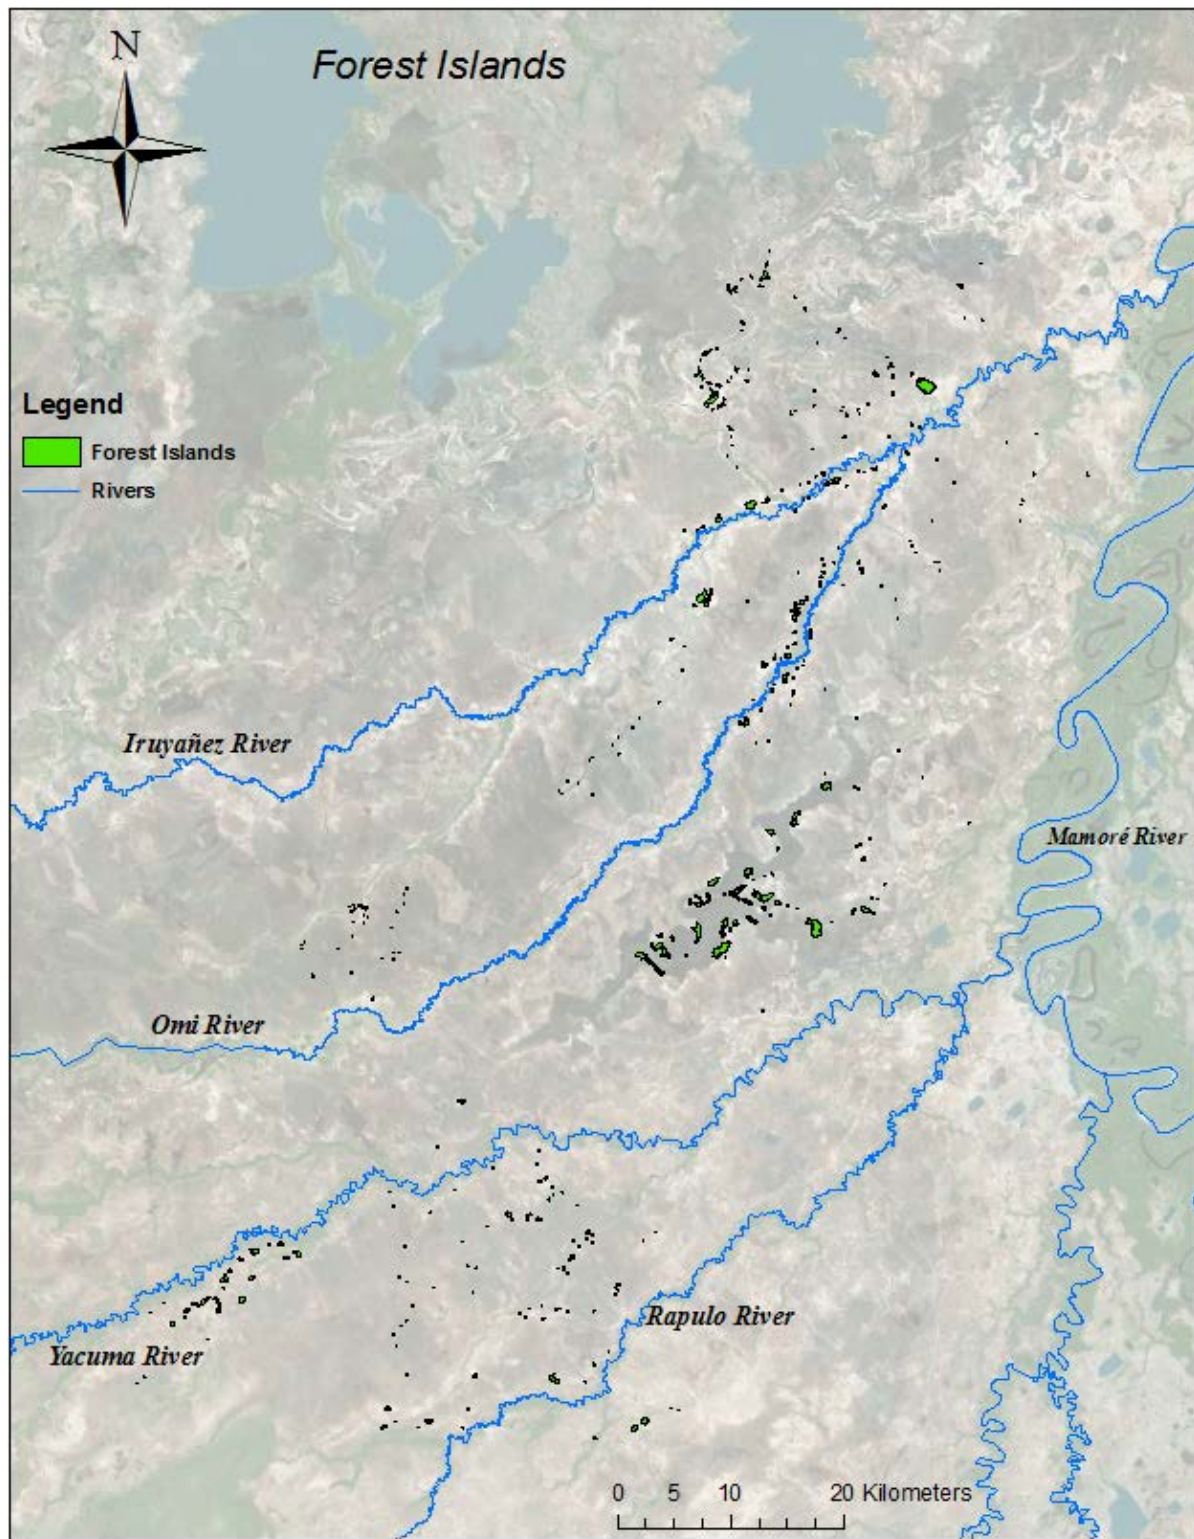 N
Forest Islands
Legend
Forest Islands
Rivers
Iruyañez River
Mamoré River
Omi River
Rapulo River
Yacuma River
0 5 10 20 Kilometers